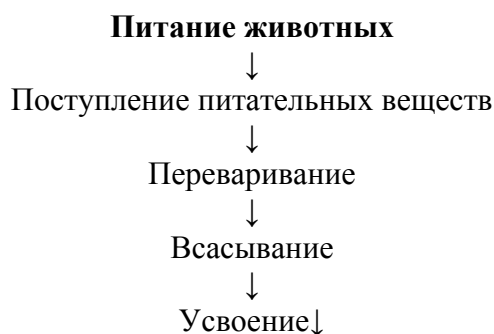 Питание животных
↓
Поступление питательных веществ
↓
Переваривание
↓
Всасывание
↓
Усвоение↓